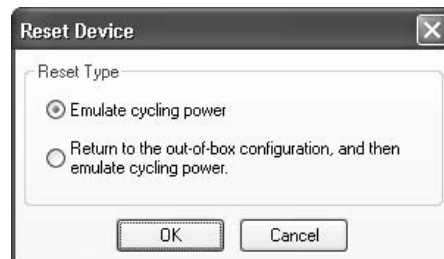 Reset Device
Reset Type
Emulate cycling power
Return to the out-of-box configuration, and then
emulate cycling power.
OK
Cancel